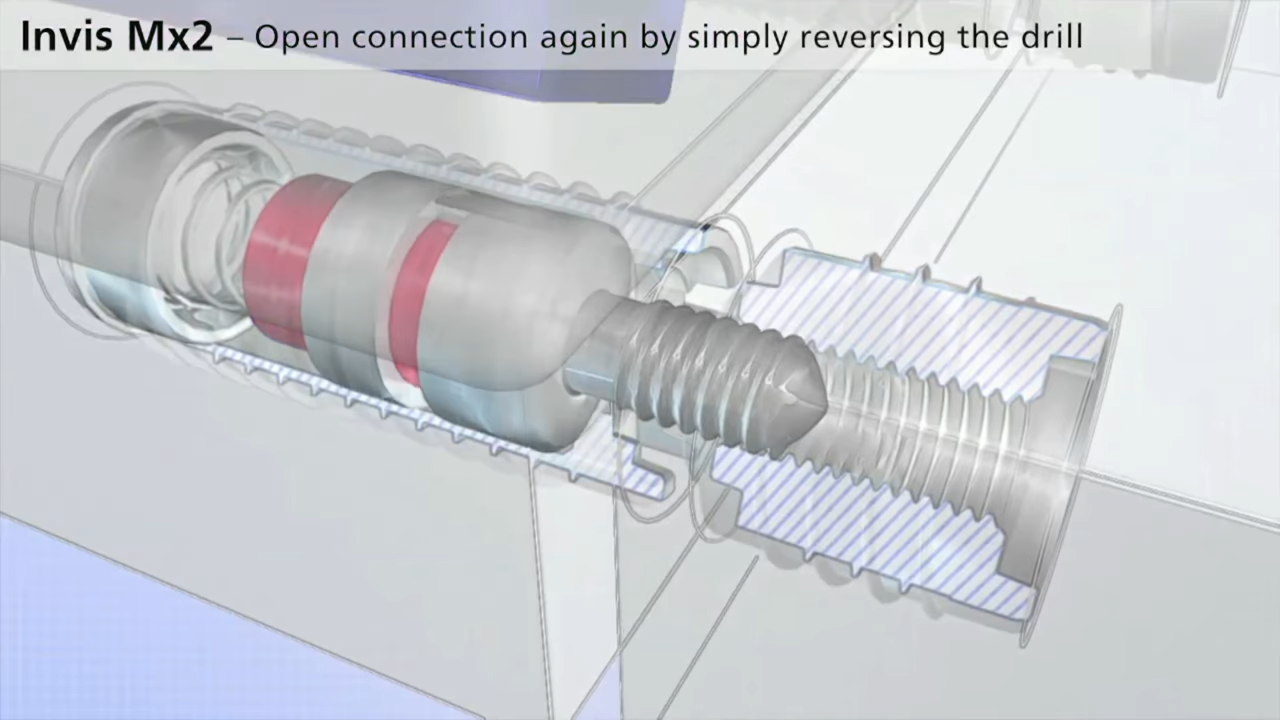 Invis Mx2 – Open connection again by simply reversing the drill